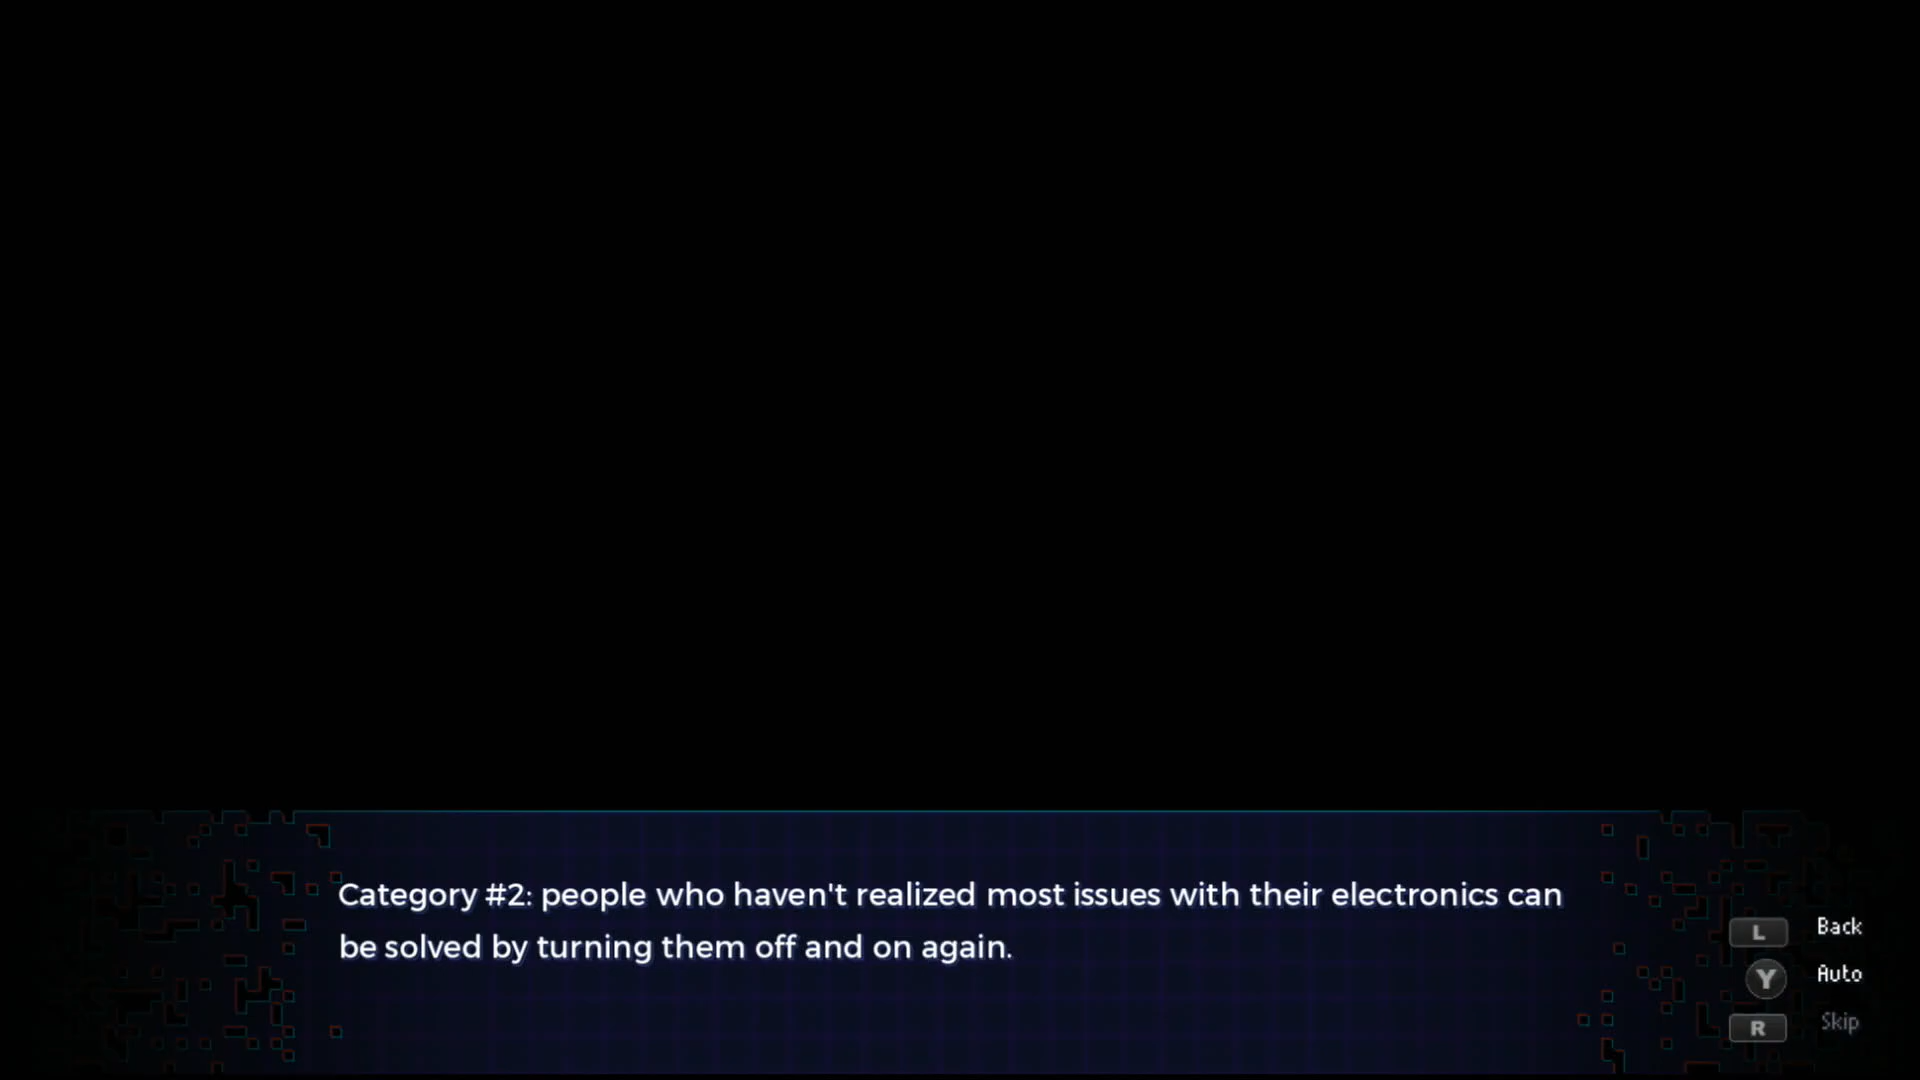 Category #2: people who haven't realized most issues with their electronics can
be solved by turning them off and on again.
L Back
Y Auto
R Skip